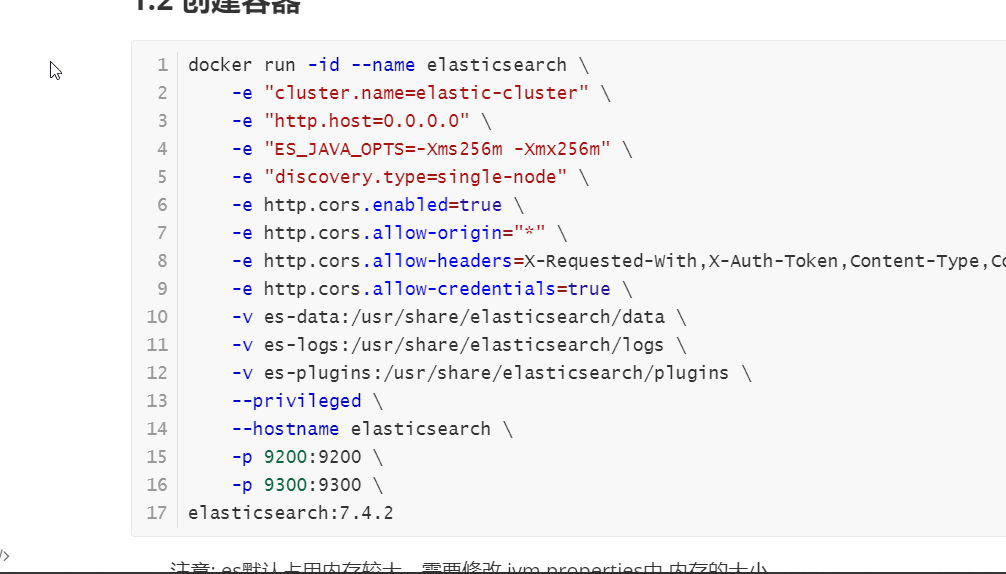 1.2 创建容器
1 docker run -id --name elasticsearch \
2 -e "cluster.name=elastic-cluster" \
3 -e "http.host=0.0.0.0" \
4 -e "ES_JAVA_OPTS=-Xms256m -Xmx256m" \
5 -e "discovery.type=single-node" \
6 -e http.cors.enabled=true \
7 -e http.cors.allow-origin="*" \
8 -e http.cors.allow-headers=X-Requested-With,X-Auth-Token,Content-Type,Co
9 -e http.cors.allow-credentials=true \
10 -v es-data:/usr/share/elasticsearch/data \
11 -v es-logs:/usr/share/elasticsearch/logs \
12 -v es-plugins:/usr/share/elasticsearch/plugins \
13 --privileged \
14 --hostname elasticsearch \
15 -p 9200:9200 \
16 -p 9300:9300 \
17 elasticsearch:7.4.2
/>
注意: es默认占用内存较大，需要修改 jvm.properties中 内存的大小